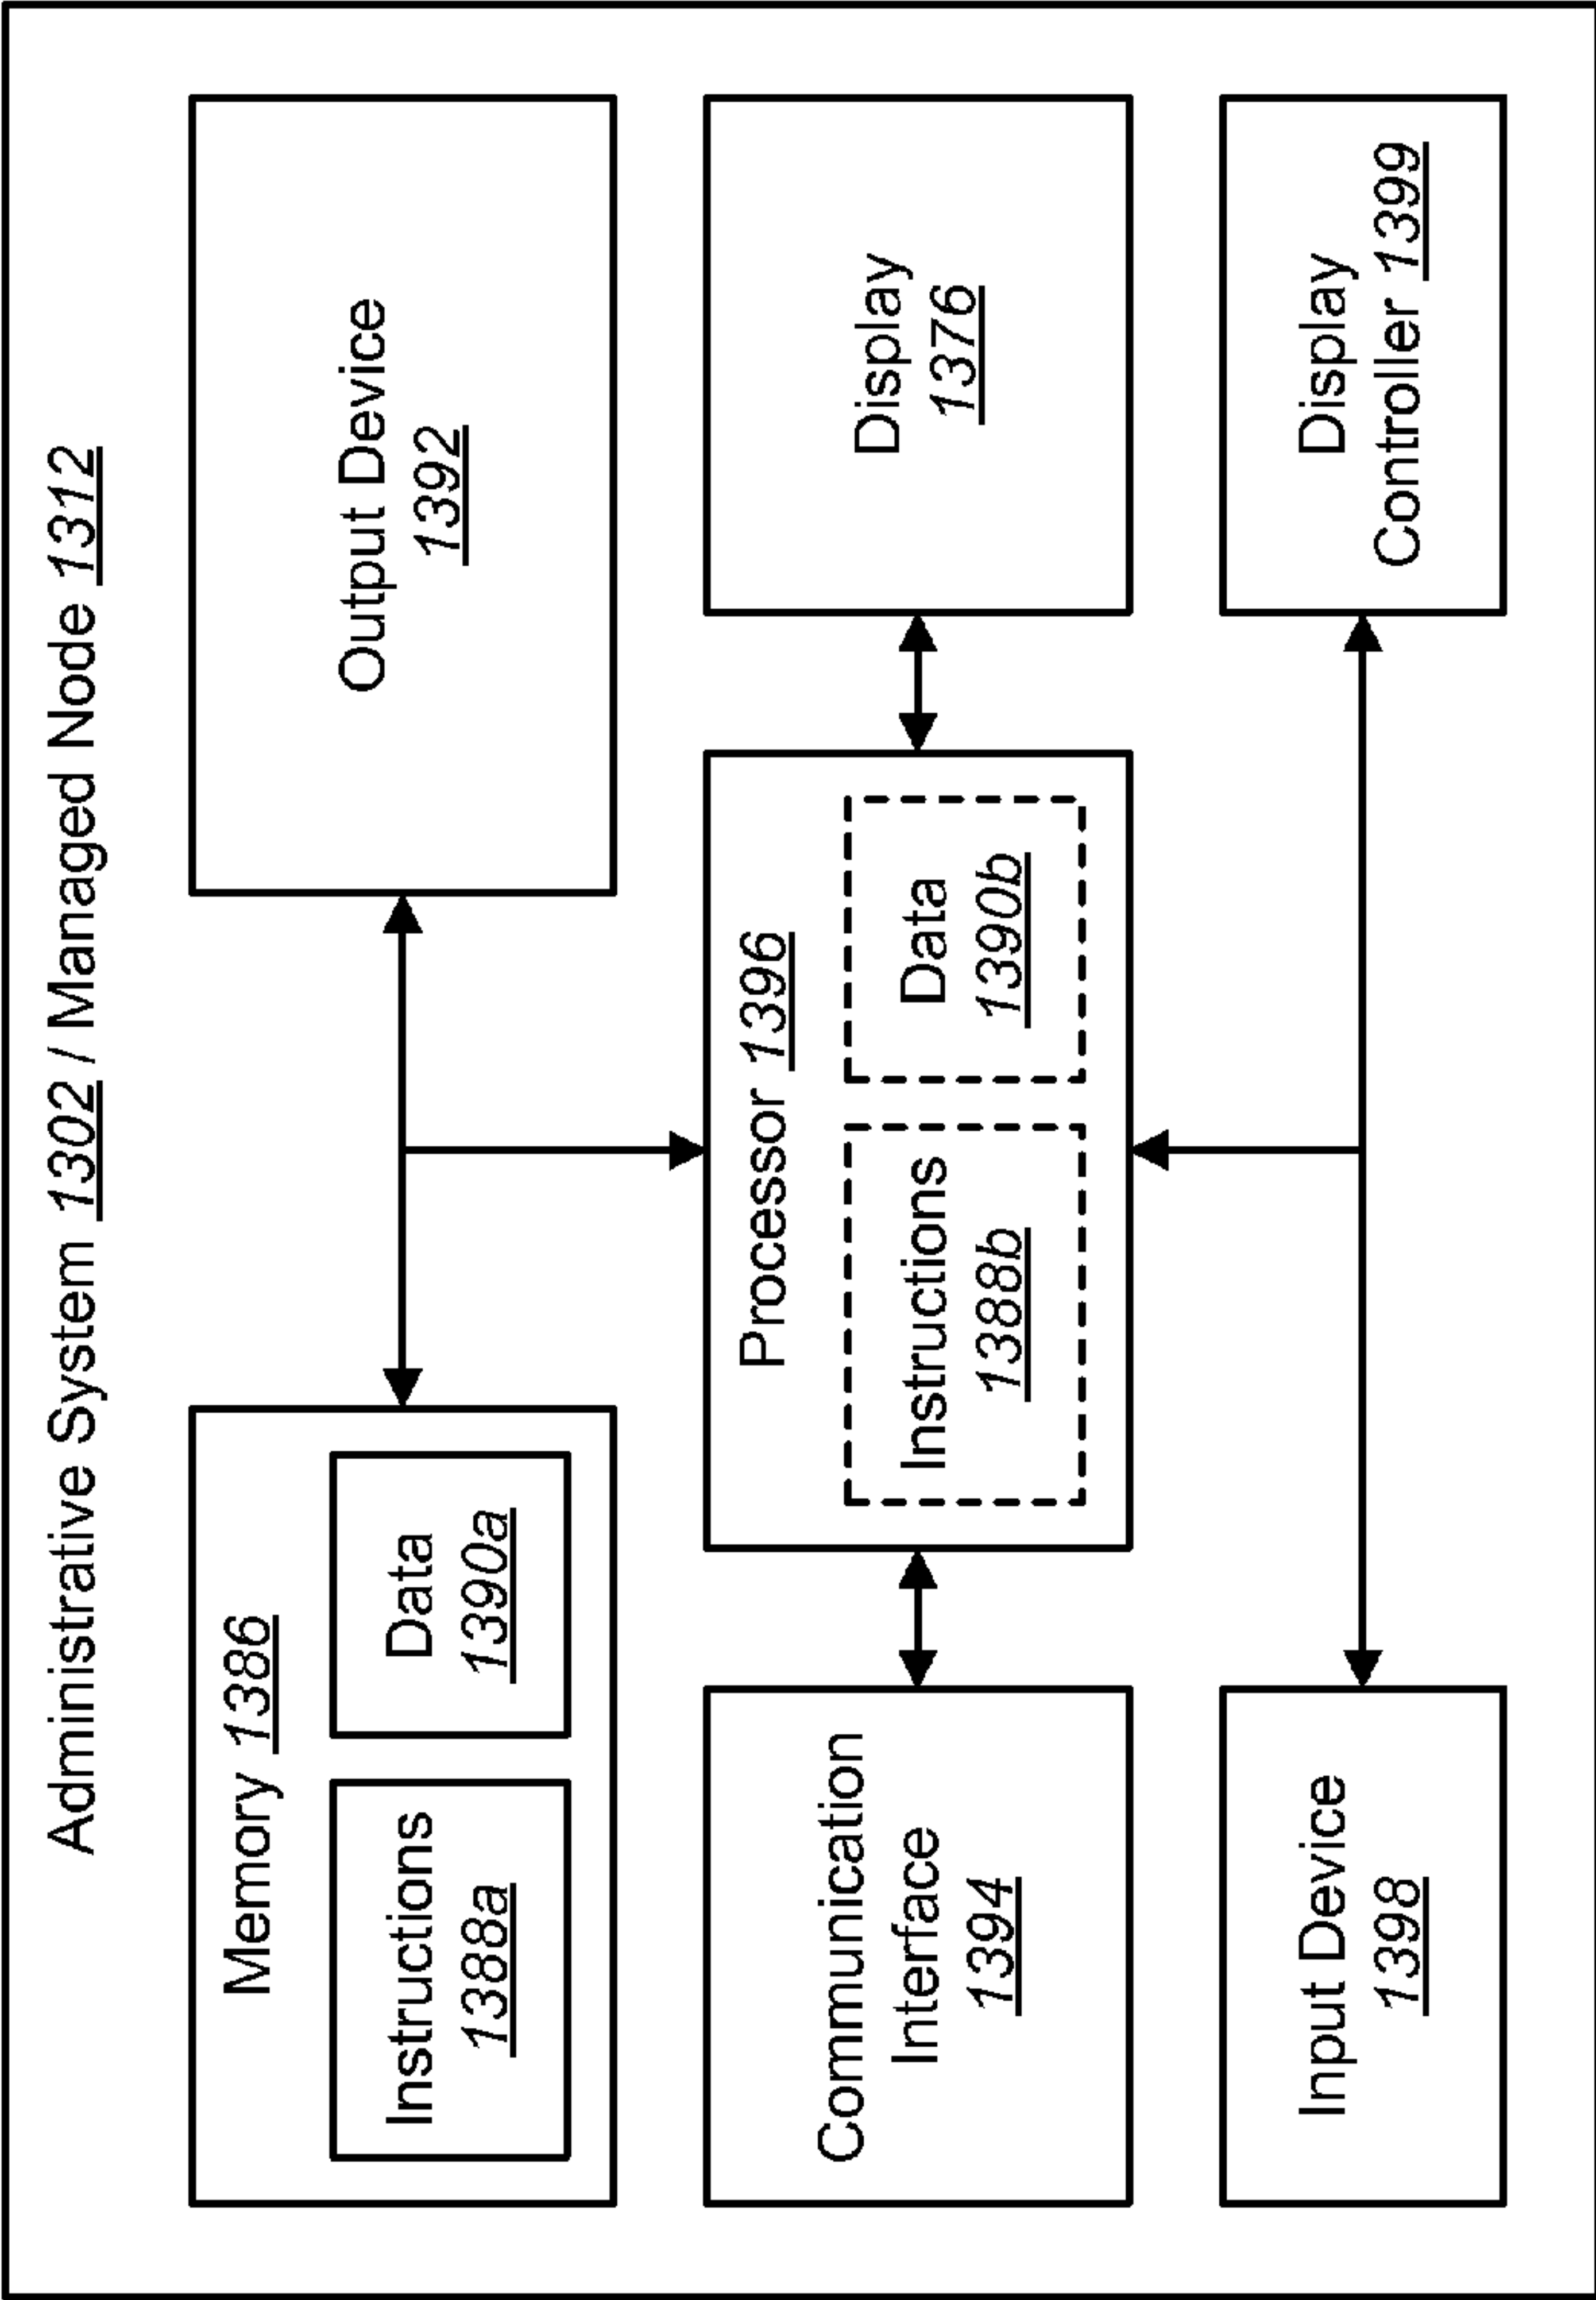 Administrative System 1302 / Managed Node 1312
Memory 1386
Instructions
1388a
Data
1390a
Output Device
1392
Communication
Interface
1394
Processor 1396
Instructions
1388b
Data
1390b
Display
1376
Input Device
1398
Display
Controller 1399